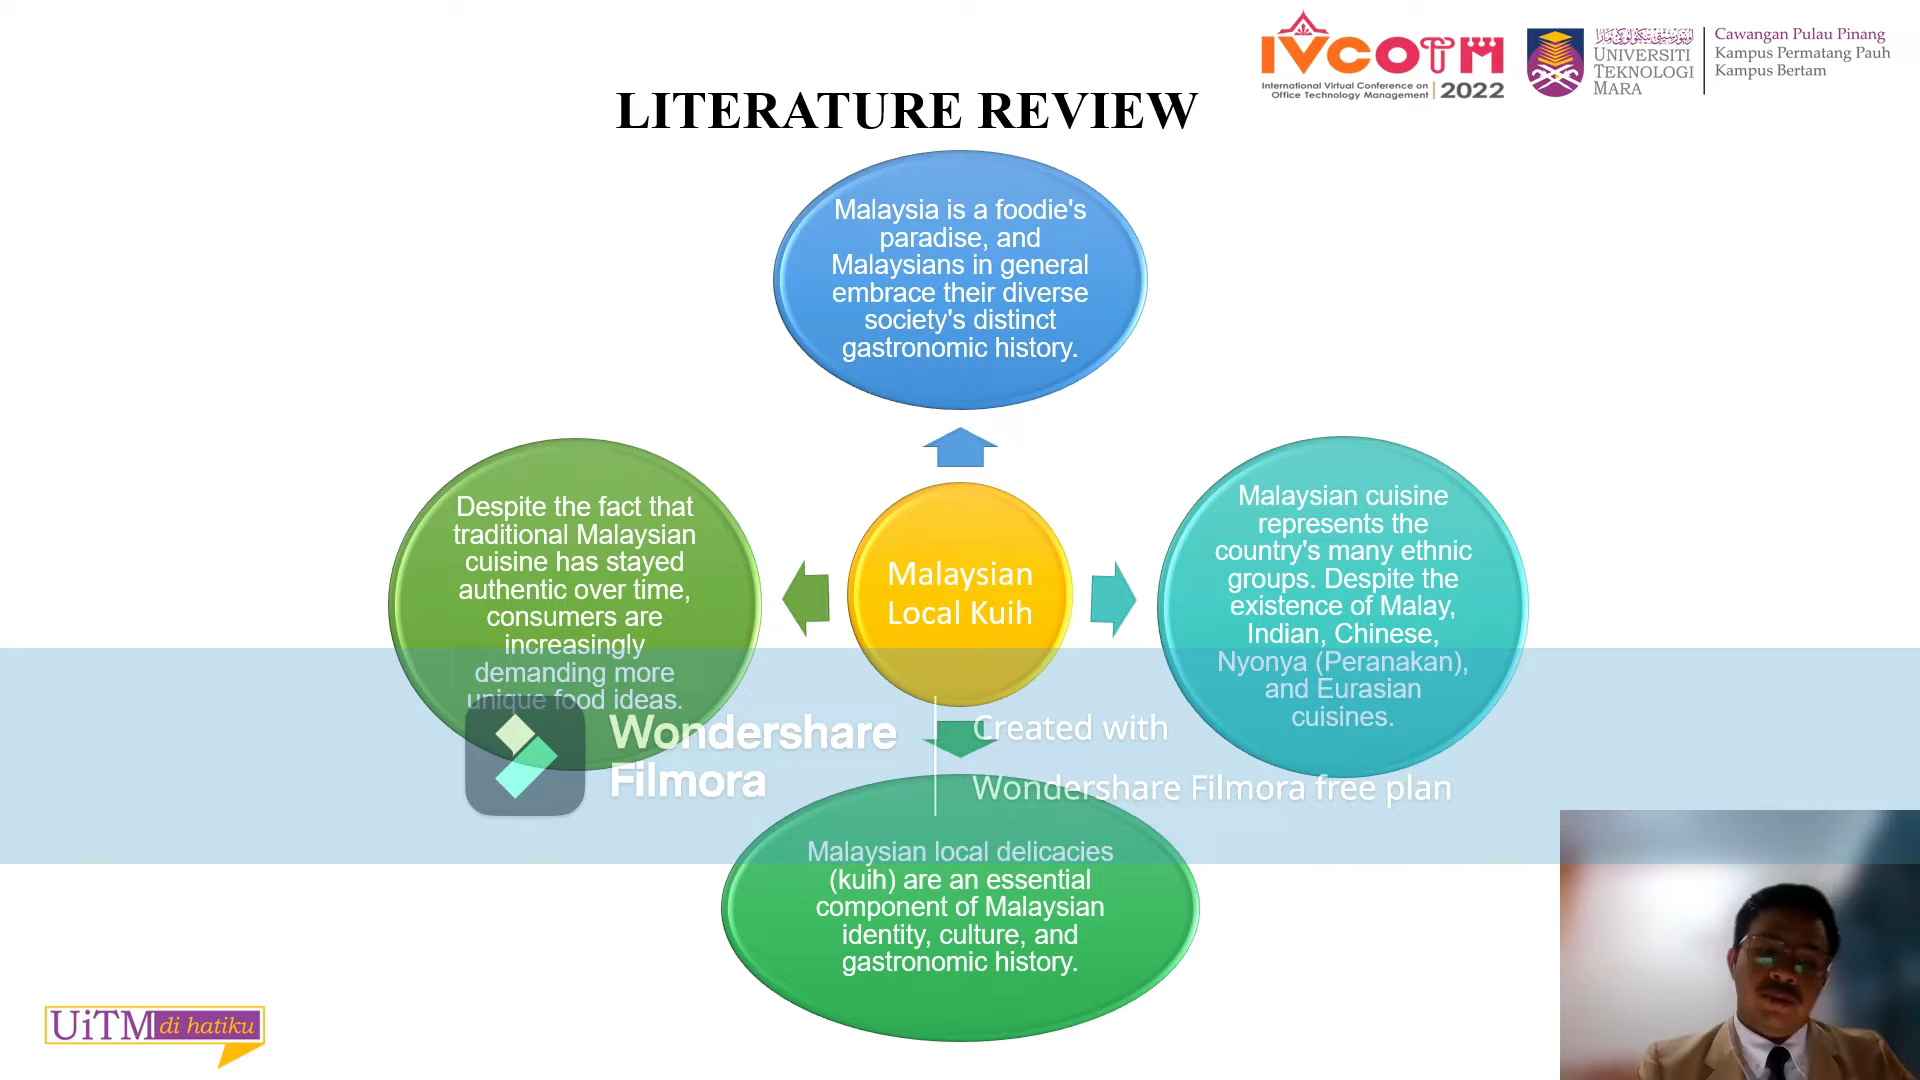 IVCOTM
International Virtual Conference on
Office Technology Management 2022
UNIVERSITI
TEKNOLOGI
MARA
Cawangan Pulau Pinang
Kampus Permatang Pauh
Kampus Bertam
LITERATURE REVIEW
Malaysia is a foodie's
paradise, and
Malaysians in general
embrace their diverse
society's distinct
gastronomic history.
Despite the fact that
traditional Malaysian
cuisine has stayed
authentic over time,
consumers are
increasingly
demanding more
unique food ideas.
Malaysian
Local Kuih
Malaysian cuisine
represents the
country's many ethnic
groups. Despite the
existence of Malay,
Indian, Chinese,
Nyonya (Peranakan),
and Eurasian
cuisines.
Wondershare
Filmora
Created with
Wondershare Filmora free plan
Malaysian local delicacies
(kuih) are an essential
component of Malaysian
identity, culture, and
gastronomic history.
UiTM di hatiku